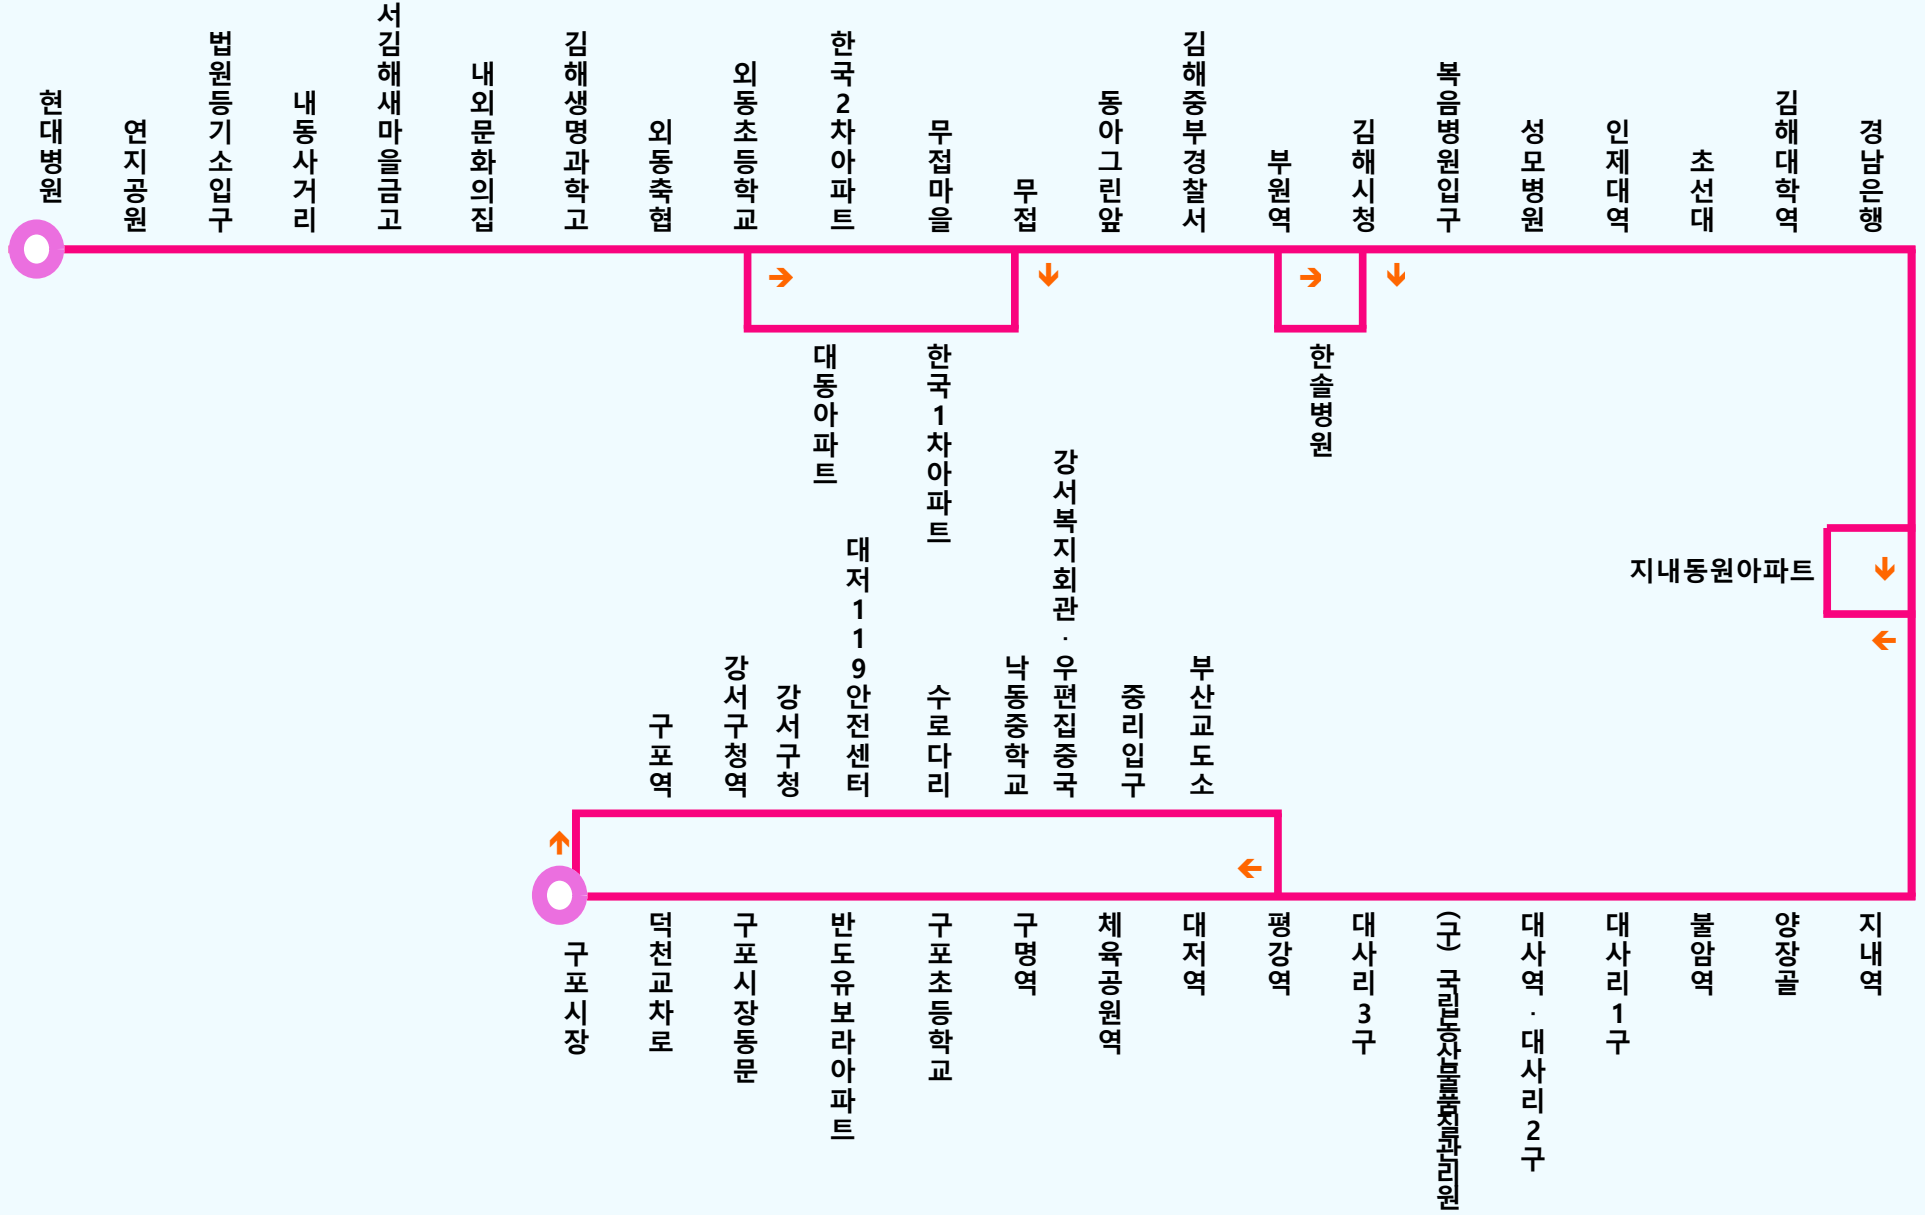 현대병원
연지공원
법원등기소입구
내동사거리
서김해새마을금고
내외문화의집
김해생명과학고
외동축협
외동초등학교
한국2차아파트
무접마을
무접
동아그린앞
김해중부경찰서
부원역
김해시청
복음병원입구
성모병원
인제대역
초선대
김해대학역
경남은행
대동아파트
한국1차아파트
한솔병원
지내동원아파트
구포역
강서구청역
강서구청
대저119안전센터
수로다리
낙동중학교
강서복지회관·우편집중국
중리입구
부산교도소
구포시장
덕천교차로
구포시장동문
반도유보라아파트
구포초등학교
구명역
체육공원역
대저역
평강역
대사리3구
(구) 국립농산물품질관리원
대사역·대사리2구
대사리1구
불암역
양장골
지내역